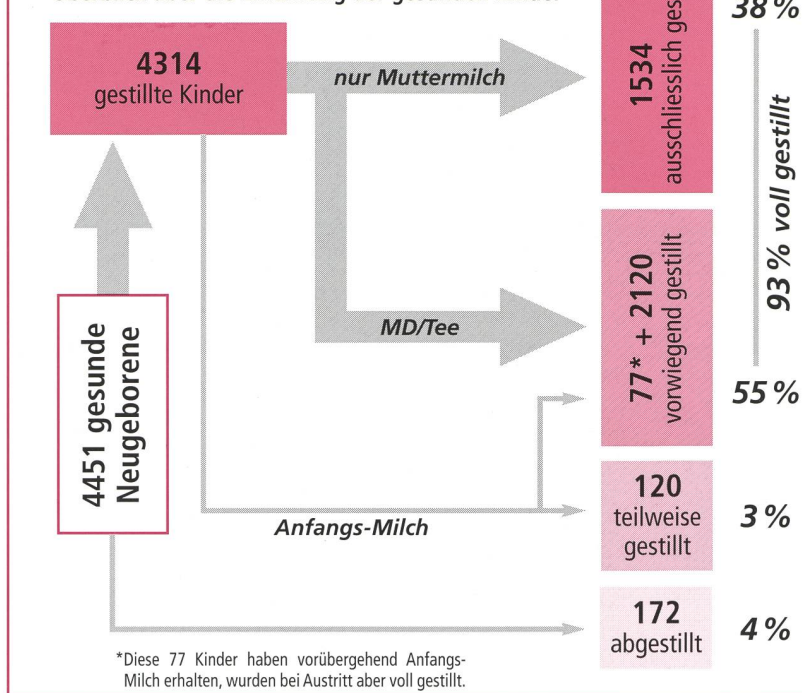 38 %
4314
gestillte Kinder
nur Muttermilch
1534
ausschliesslich ges
93 % voll gestillt
77* + 2120
vorwiegend gestillt
MD/Tee
4451 gesunde
Neugeborene
55 %
120
teilweise
gestillt
3 %
Anfangs-Milch
172
abgestillt
4 %
*Diese 77 Kinder haben vorübergehend Anfangs-
Milch erhalten, wurden bei Austritt aber voll gestillt.